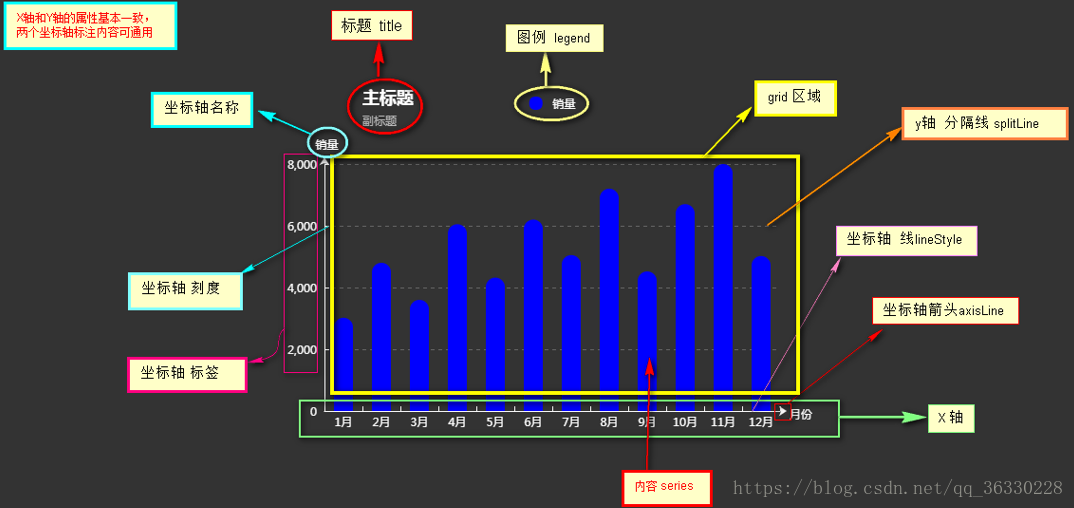 X轴和Y轴的属性基本一致，
两个坐标轴标注内容可通用
标题 title
图例 legend
主标题
副标题
销量
grid 区域
坐标轴名称
y轴 分隔线 splitLine
销量
8,000
6,000
4,000
2,000
0
坐标轴 线lineStyle
坐标轴 刻度
坐标轴箭头axisLine
坐标轴 标签
1月 2月 3月 4月 5月 6月 7月 8月 9月 10月 11月 12月
月份
X 轴
内容 series
https://blog.csdn.net/qq_36330228